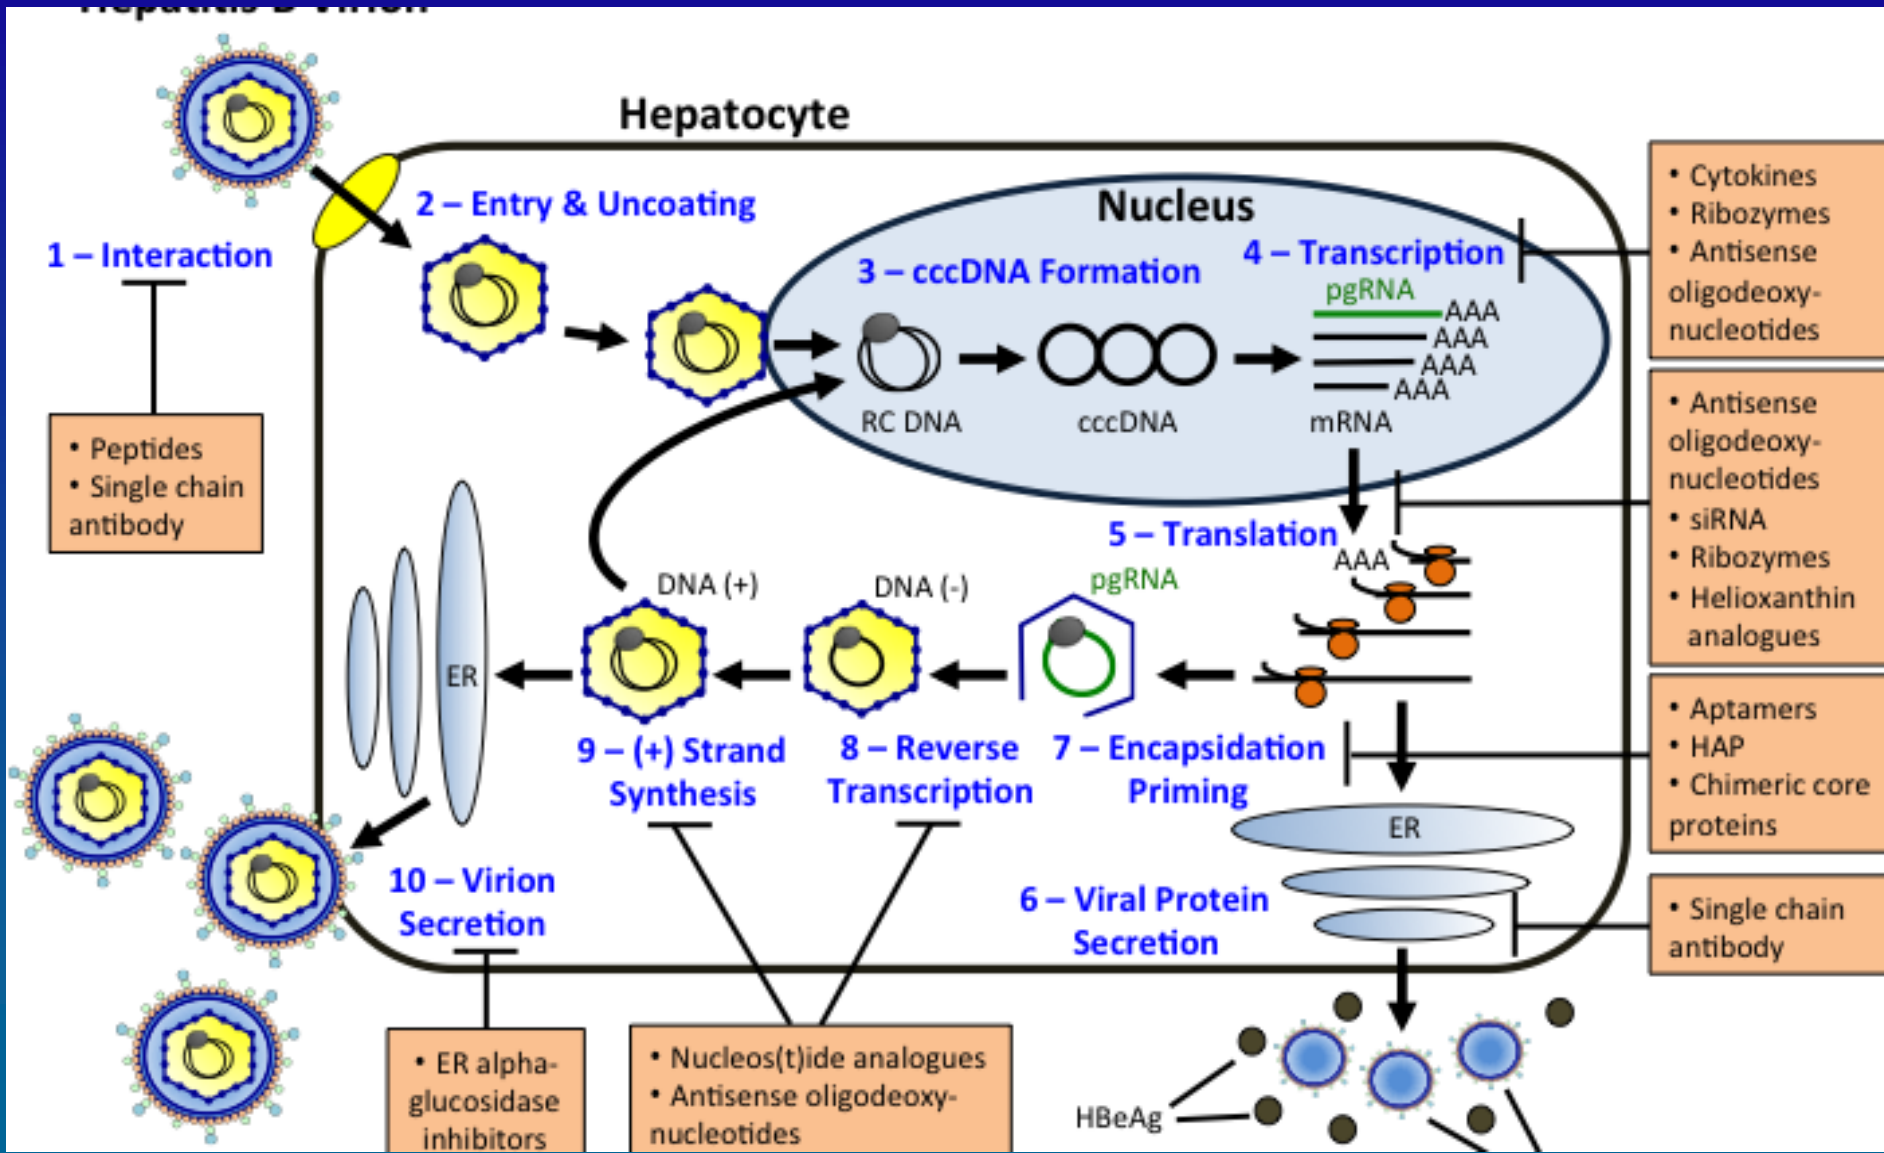 Hepatitis B Virion
Hepatocyte
Nucleus
1 – Interaction
2 – Entry & Uncoating
3 – cccDNA Formation
4 – Transcription
pgRNA
AAA
AAA
AAA
AAA
RC DNA
cccDNA
mRNA
• Peptides
• Single chain
antibody
• Cytokines
• Ribozymes
• Antisense
oligodeoxy-
nucleotides
• Antisense
oligodeoxy-
nucleotides
• siRNA
• Ribozymes
• Helioxanthin
analogues
5 – Translation
AAA
pgRNA
DNA (-)
DNA (+)
ER
9 – (+) Strand
Synthesis
8 – Reverse
Transcription
7 – Encapsidation
Priming
• Aptamers
• HAP
• Chimeric core
proteins
ER
6 – Viral Protein
Secretion
• Single chain
antibody
10 – Virion
Secretion
• ER alpha-
glucosidase
inhibitors
• Nucleos(t)ide analogues
• Antisense oligodeoxy-
nucleotides
HBeAg